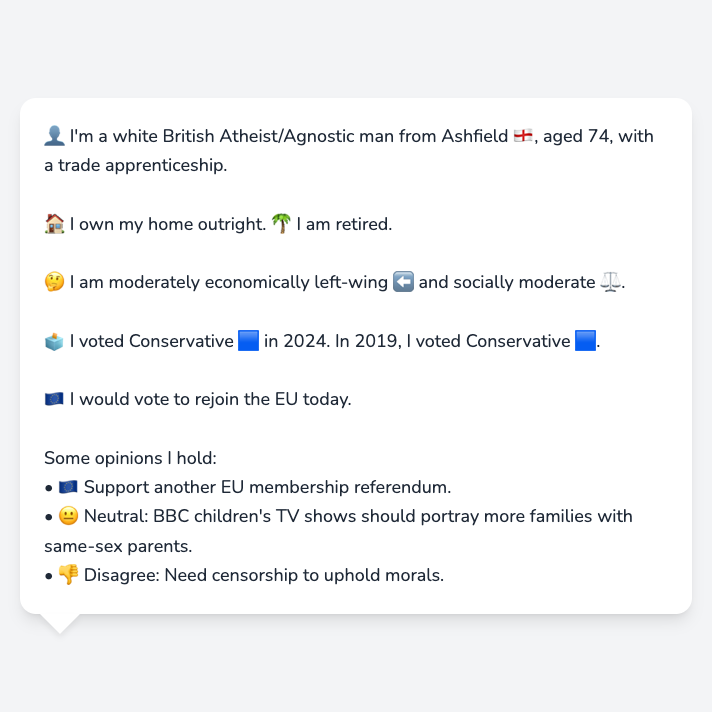 👤 I'm a white British Atheist/Agnostic man from Ashfield 🏴󠁧󠁢󠁥󠁮󠁧󠁿, aged 74, with
a trade apprenticeship.
🏠 I own my home outright. 🌴 I am retired.
🤔 I am moderately economically left-wing ⬅️ and socially moderate ⚖️.
🗳️ I voted Conservative 🟦 in 2024. In 2019, I voted Conservative 🟦.
🇪🇺 I would vote to rejoin the EU today.
Some opinions I hold:
• 🇪🇺 Support another EU membership referendum.
• 😐 Neutral: BBC children's TV shows should portray more families with
same-sex parents.
• 👎 Disagree: Need censorship to uphold morals.